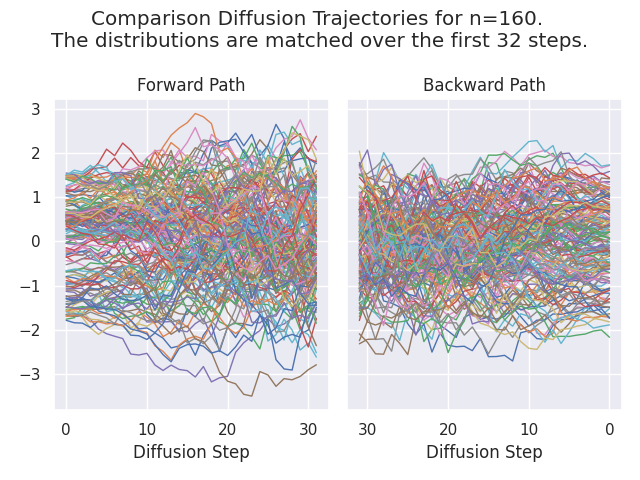 Comparison Diffusion Trajectories for n=160.
The distributions are matched over the first 32 steps.
Forward Path
Backward Path
3
2
1
0
−1
−2
−3
0 10 20 30
30 20 10 0
Diffusion Step
Diffusion Step